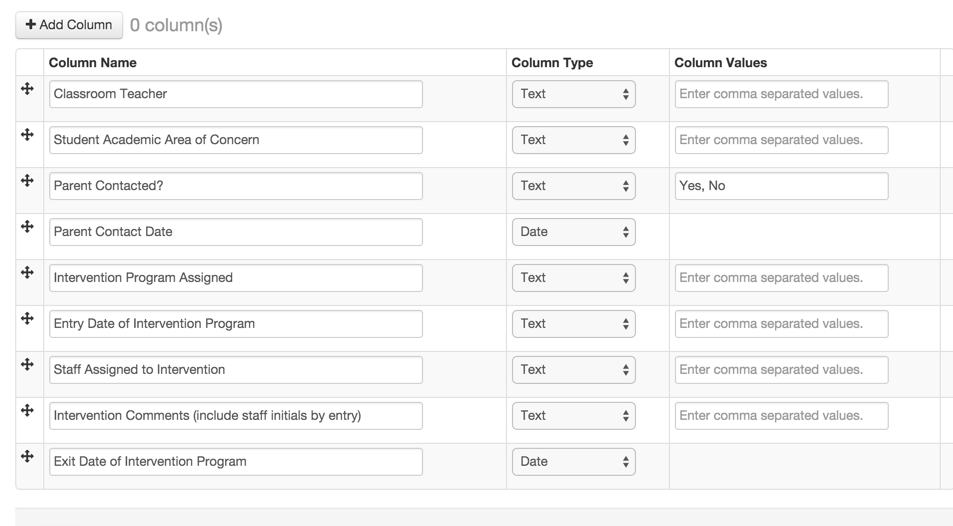 Add Column 0 column(s)
Column Name Column Type Column Values
Classroom Teacher Text Enter comma separated values.
Student Academic Area of Concern Text Enter comma separated values.
Parent Contacted? Text Yes, No
Parent Contact Date Date
Intervention Program Assigned Text Enter comma separated values.
Entry Date of Intervention Program Text Enter comma separated values.
Staff Assigned to Intervention Text Enter comma separated values.
Intervention Comments (include staff initials by entry) Text Enter comma separated values.
Exit Date of Intervention Program Date